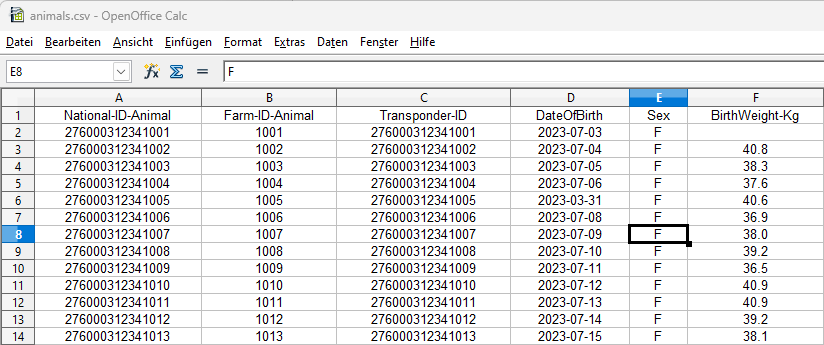 animals.csv - OpenOffice Calc
Datei Bearbeiten Ansicht Einfügen Format Extras Daten Fenster Hilfe
E8 F
A B C D E F
1 National-ID-Animal Farm-ID-Animal Transponder-ID DateOfBirth Sex BirthWeight-Kg
2 276000312341001 1001 276000312341001 2023-07-03 F
3 276000312341002 1002 276000312341002 2023-07-04 F 40.8
4 276000312341003 1003 276000312341003 2023-07-05 F 38.3
5 276000312341004 1004 276000312341004 2023-07-06 F 37.6
6 276000312341005 1005 276000312341005 2023-03-31 F 40.6
7 276000312341006 1006 276000312341006 2023-07-08 F 36.9
8 276000312341007 1007 276000312341007 2023-07-09 F 38.0
9 276000312341008 1008 276000312341008 2023-07-10 F 39.2
10 276000312341009 1009 276000312341009 2023-07-11 F 36.5
11 276000312341010 1010 276000312341010 2023-07-12 F 40.9
12 276000312341011 1011 276000312341011 2023-07-13 F 40.9
13 276000312341012 1012 276000312341012 2023-07-14 F 39.2
14 276000312341013 1013 276000312341013 2023-07-15 F 38.1